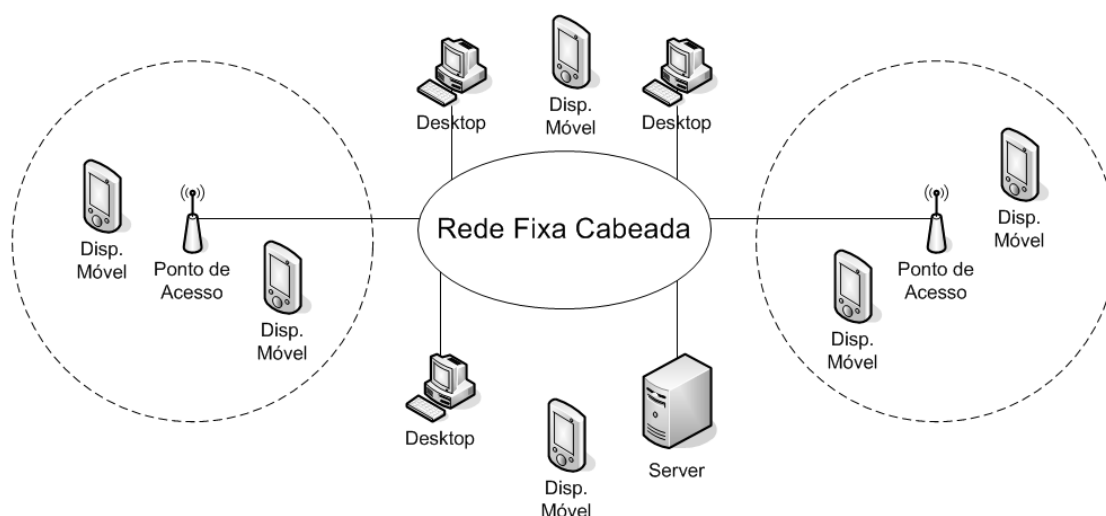 Desktop
Disp.
Móvel
Desktop
Rede Fixa Cabeada
Disp.
Móvel
Ponto de
Acesso
Disp.
Móvel
Disp.
Móvel
Ponto de
Acesso
Disp.
Móvel
Desktop
Disp.
Móvel
Server